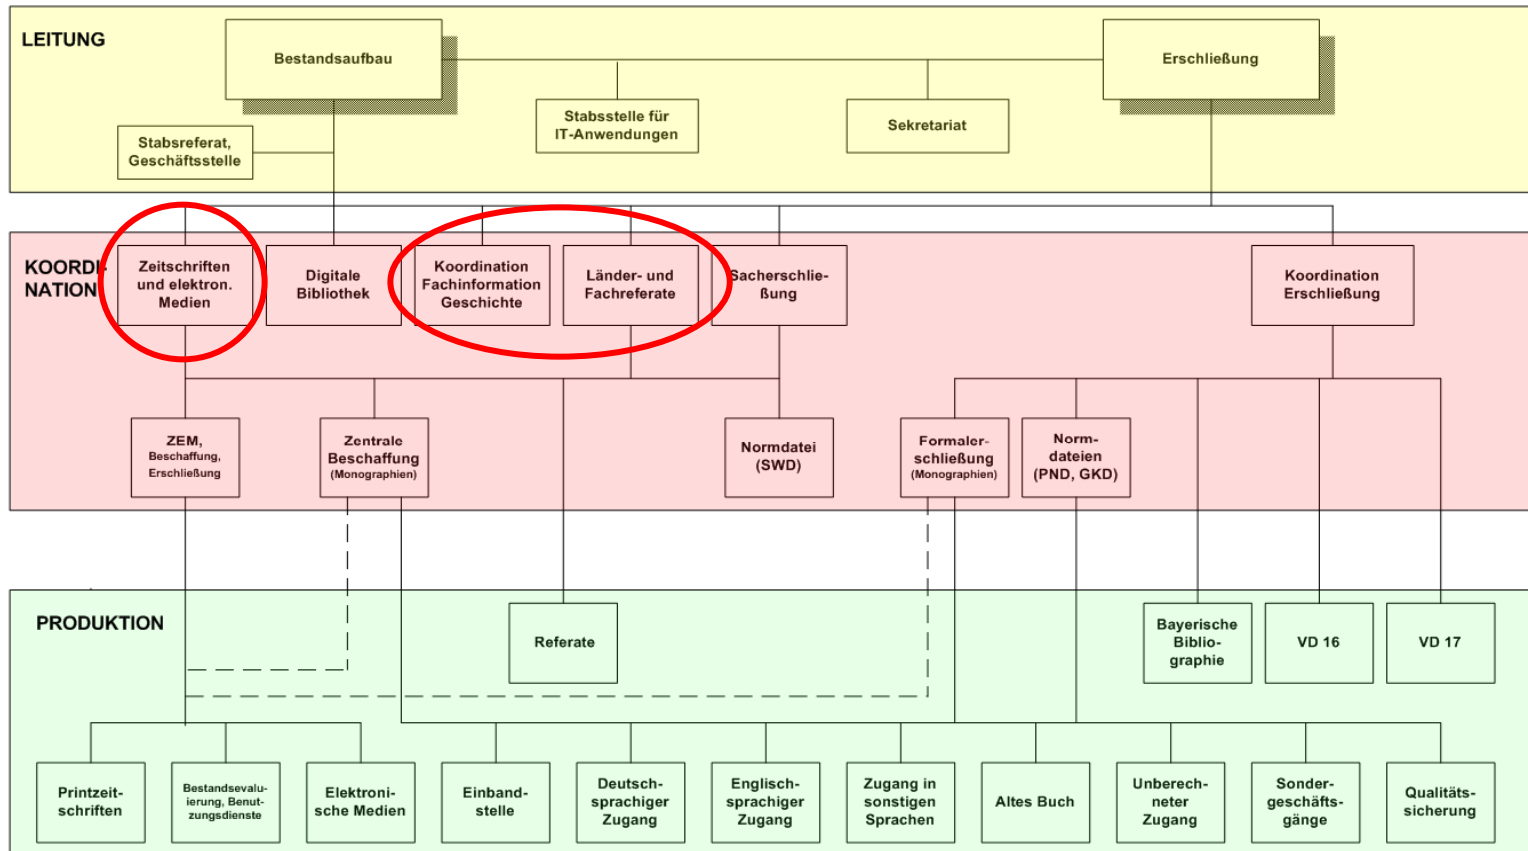 LEITUNG
Bestandsaufbau
Erschließung
Stabsstelle für
IT-Anwendungen
Sekretariat
Stabsreferat,
Geschäftsstelle
KOORDI-
NATION
Zeitschriften
und elektron.
Medien
Digitale
Bibliothek
Koordination
Fachinformation
Geschichte
Länder- und
Fachreferate
Sacherschlie-
ßung
Koordination
Erschließung
ZEM,
Beschaffung,
Erschließung
Zentrale
Beschaffung
(Monographien)
Normdatei
(SWD)
Formaler-
schließung
(Monographien)
Norm-
dateien
(PND, GKD)
PRODUKTION
Referate
Bayerische
Biblio-
graphie
VD 16
VD 17
Printzeit-
schriften
Bestandsevalu-
ierung, Benut-
zungsdienste
Elektroni-
sche Medien
Einband-
stelle
Deutsch-
sprachiger
Zugang
Englisch-
sprachiger
Zugang
Zugang in
sonstigen
Sprachen
Altes Buch
Unberech-
neter
Zugang
Sonder-
geschäfts-
gänge
Qualitäts-
sicherung